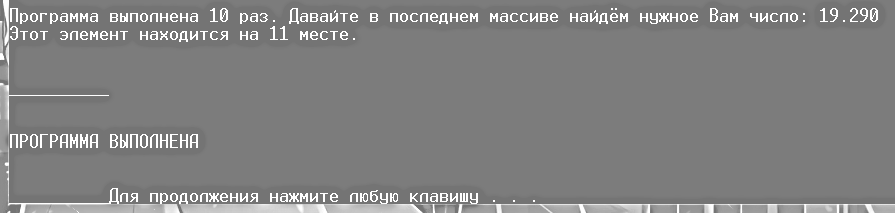 Программа выполнена 10 раз. Давайте в последнем массиве найдём нужное Вам число: 19.290
Этот элемент находится на 11 месте.
__________
ПРОГРАММА ВЫПОЛНЕНА
__________Для продолжения нажмите любую клавишу . . .